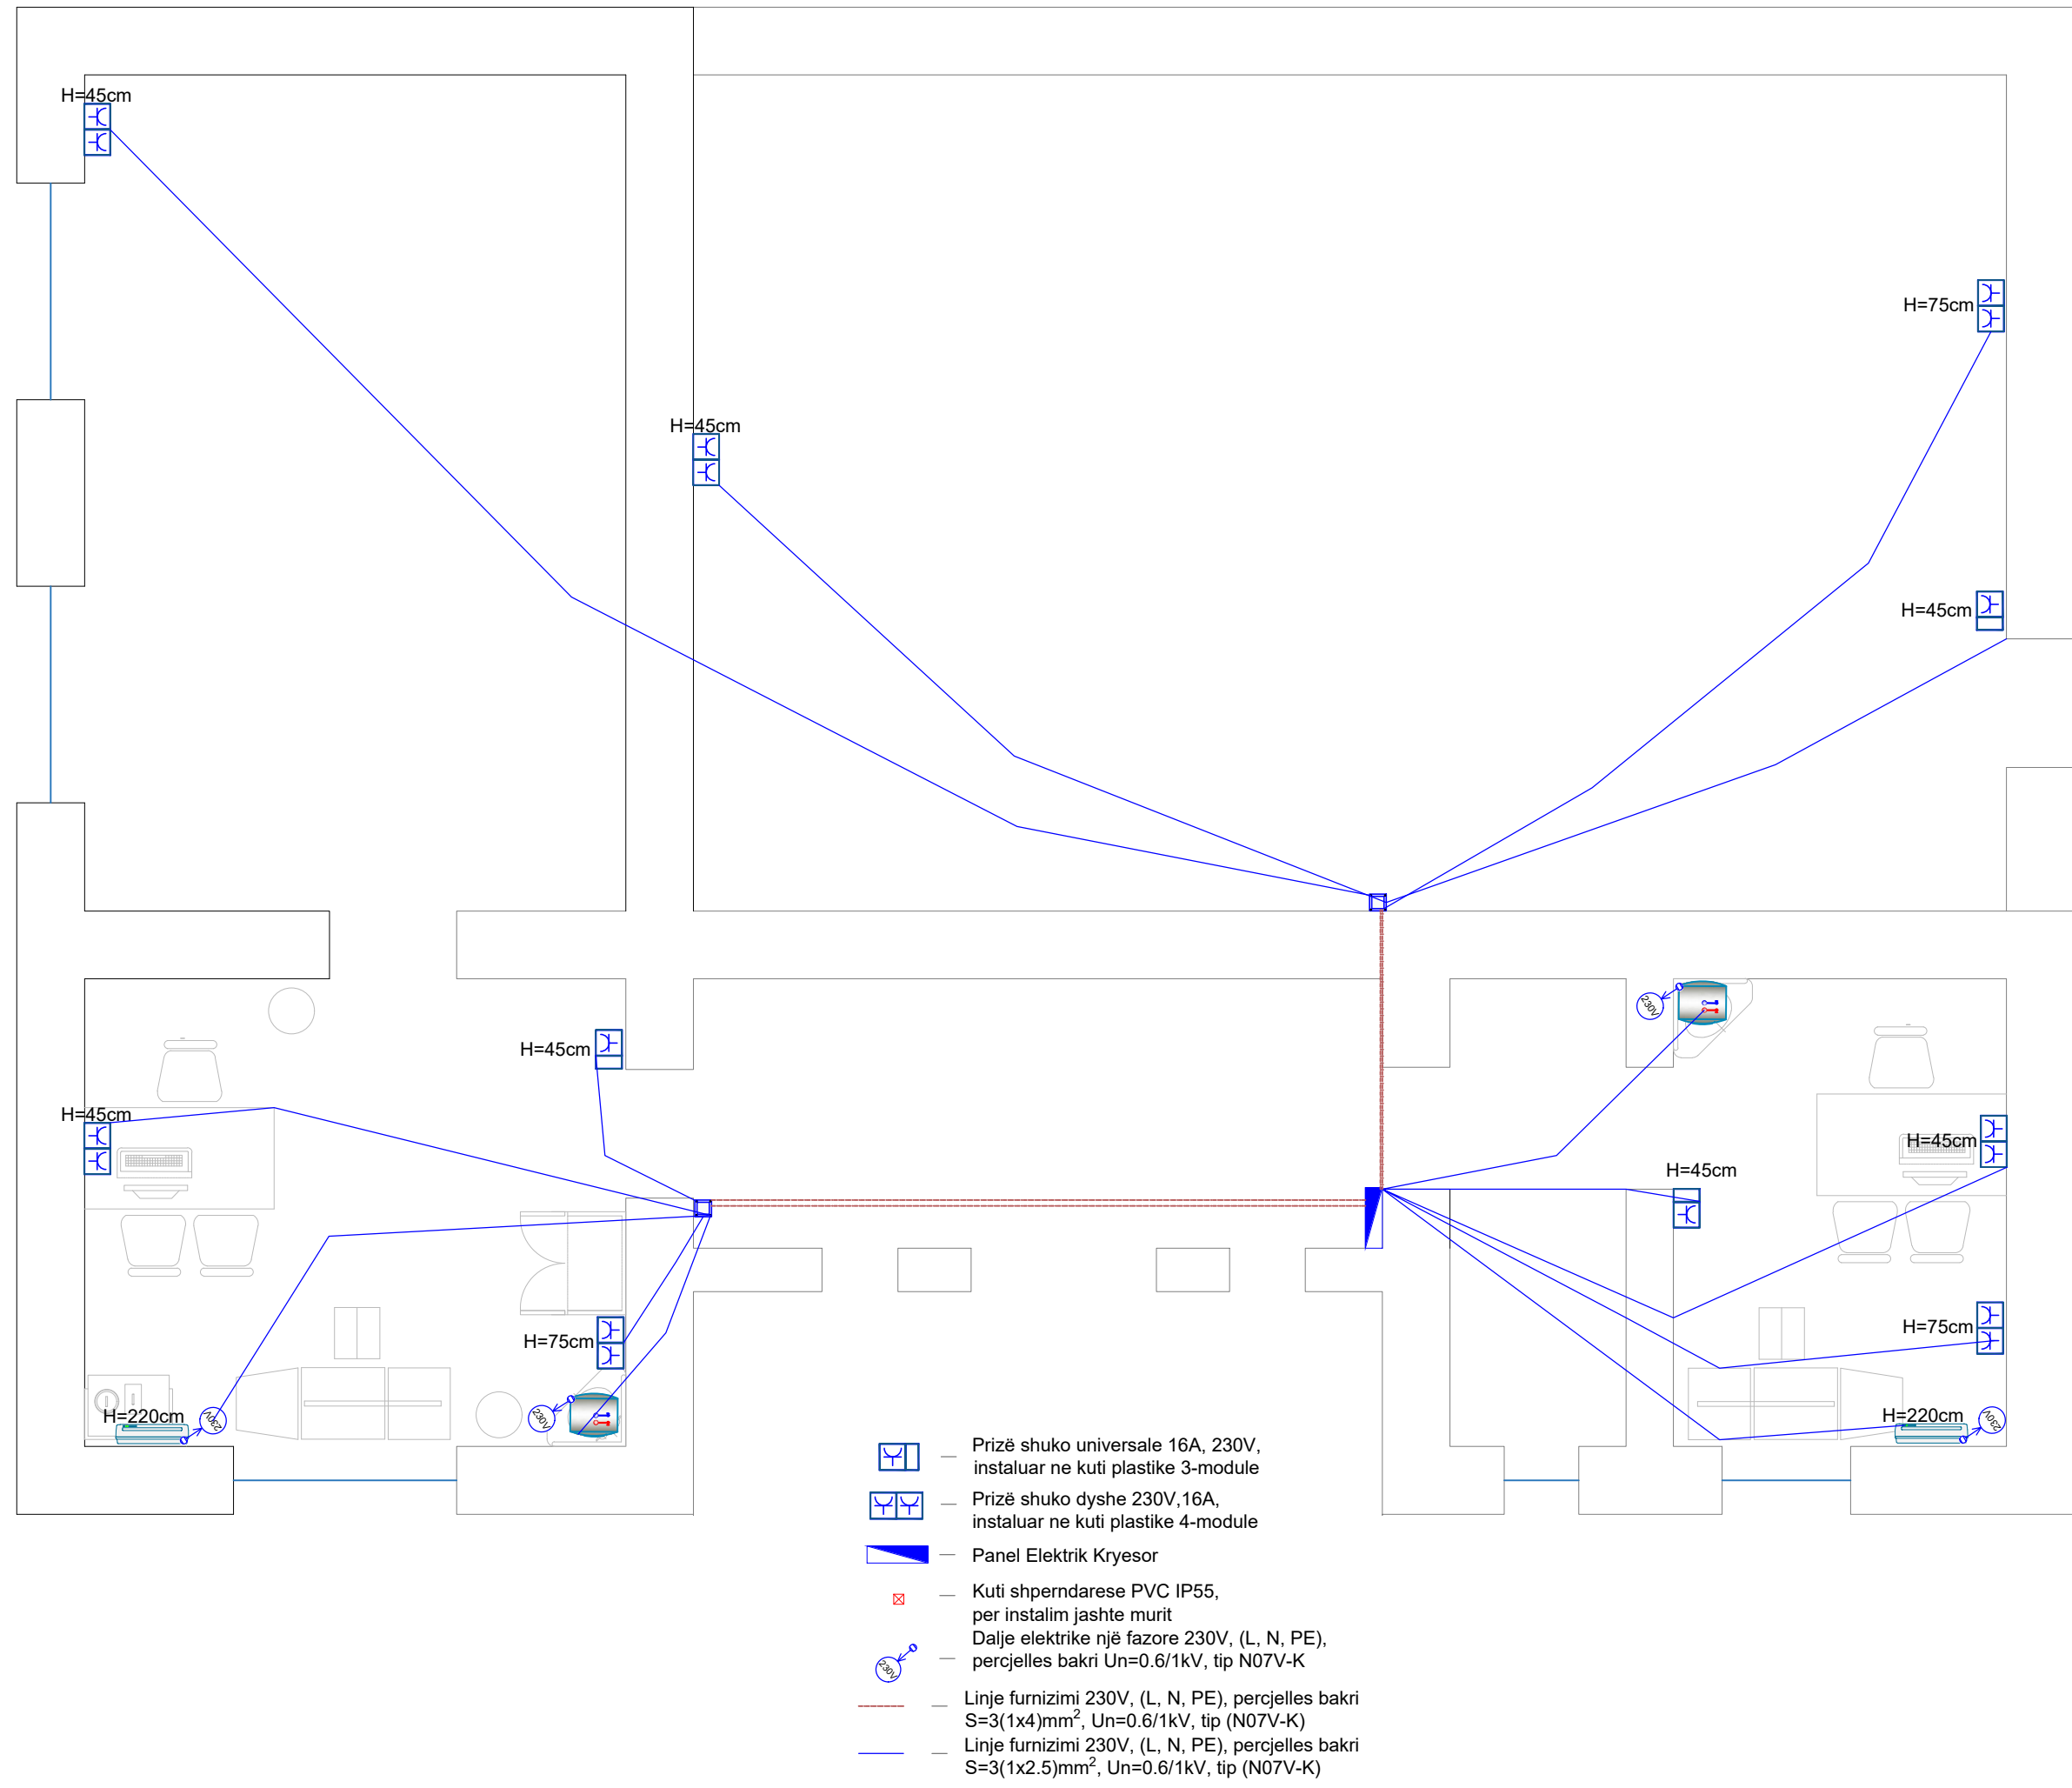 H=45cm
H=75cm
H=45cm
H=45cm
230V
H=45cm
H=45cm
H=45cm
H=45cm
H=75cm
H=75cm
H=220cm
230V
230V
H=220cm
230V
Prizë shuko universale 16A, 230V,
instaluar ne kuti plastike 3-module
Prizë shuko dyshe 230V,16A,
instaluar ne kuti plastike 4-module
Panel Elektrik Kryesor
Kuti shperndarese PVC IP55,
per instalim jashte murit
Dalje elektrike një fazore 230V, (L, N, PE),
230V
percjelles bakri Un=0.6/1kV, tip N07V-K
Linje furnizimi 230V, (L, N, PE), percjelles bakri
S=3(1x4)mm², Un=0.6/1kV, tip (N07V-K)
Linje furnizimi 230V, (L, N, PE), percjelles bakri
S=3(1x2.5)mm², Un=0.6/1kV, tip (N07V-K)